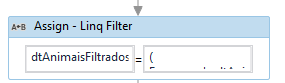 A+B Assign - Linq Filter
dtAnimaisFiltrados = (